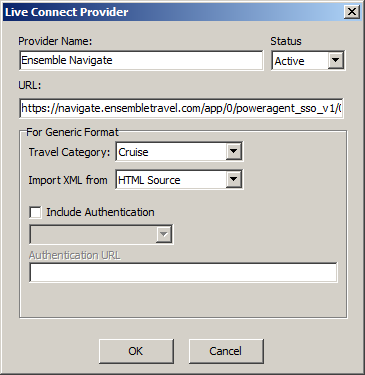 Live Connect Provider
Provider Name: Status
Ensemble Navigate Active
URL:
https://navigate.ensembletravel.com/app/0/poweragent_sso_v1/0
For Generic Format
Travel Category: Cruise
Import XML from HTML Source
Include Authentication
Authentication URL
OK Cancel